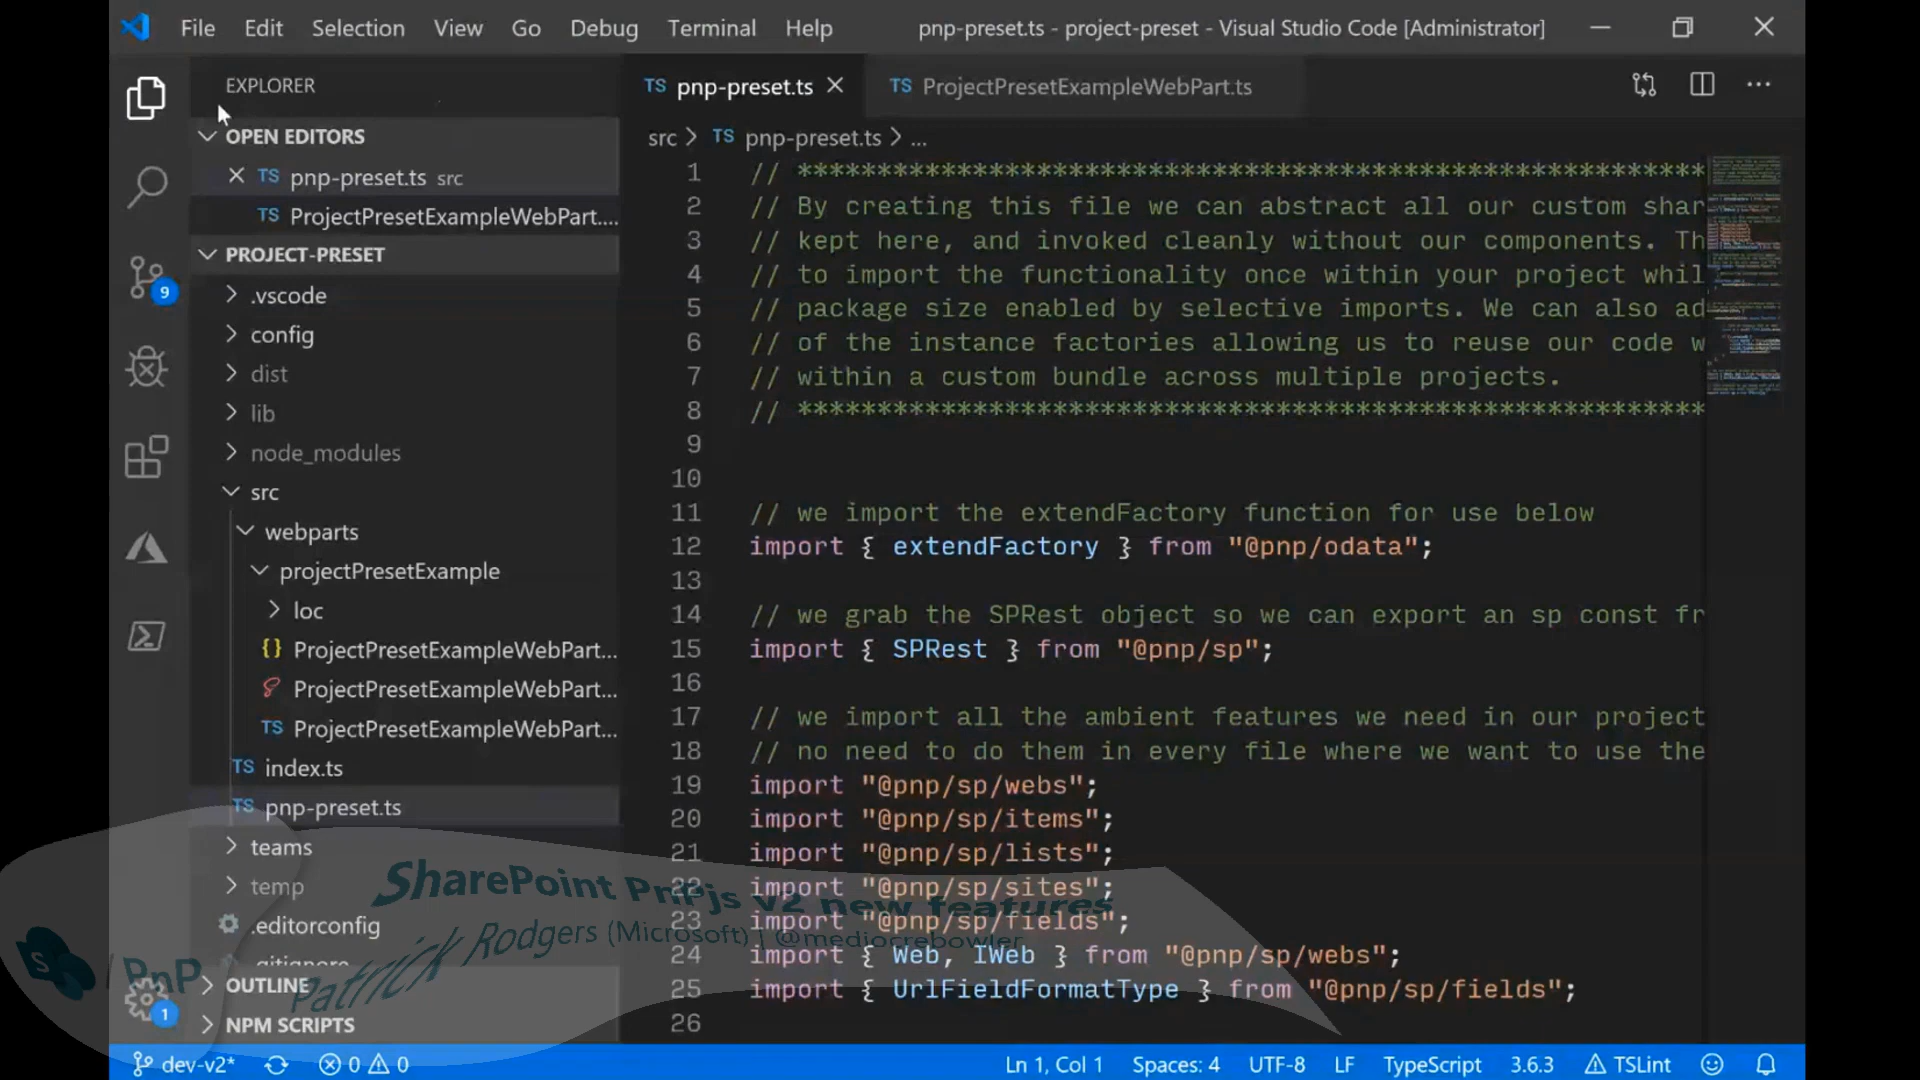 File Edit Selection View Go Debug Terminal Help pnp-preset.ts - project-preset - Visual Studio Code [Administrator]
EXPLORER
OPEN EDITORS
TS pnp-preset.ts src
TS ProjectPresetExampleWebPart....
PROJECT-PRESET
.vscode
config
dist
lib
node_modules
src
webparts
projectPresetExample
loc
{} ProjectPresetExampleWebPart...
ProjectPresetExampleWebPart...
TS ProjectPresetExampleWebPart...
TS index.ts
TS pnp-preset.ts
teams
temp
.editorconfig
.gitignore
OUTLINE
NPM SCRIPTS
9
1
TS pnp-preset.ts
TS ProjectPresetExampleWebPart.ts
src > TS pnp-preset.ts > ...
1 // *********************************************************
2 // By creating this file we can abstract all our custom shar
3 // kept here, and invoked cleanly without our components. Th
4 // to import the functionality once within your project whil
5 // package size enabled by selective imports. We can also ad
6 // of the instance factories allowing us to reuse our code w
7 // within a custom bundle across multiple projects.
8 // *********************************************************
9
10
11 // we import the extendFactory function for use below
12 import { extendFactory } from "@pnp/odata";
13
14 // we grab the SPRest object so we can export an sp const fr
15 import { SPRest } from "@pnp/sp";
16
17 // we import all the ambient features we need in our project
18 // no need to do them in every file where we want to use the
19 import "@pnp/sp/webs";
20 import "@pnp/sp/items";
21 import "@pnp/sp/lists";
22 import "@pnp/sp/sites";
23 import "@pnp/sp/fields";
24 import { Web, IWeb } from "@pnp/sp/webs";
25 import { UrlFieldFormatType } from "@pnp/sp/fields";
26
SharePoint PnPjs v2 new features
Patrick Rodgers (Microsoft) | @mediocrebowler
S | PnP
dev-v2* 0 0 Ln 1, Col 1 Spaces: 4 UTF-8 LF TypeScript 3.6.3 TSLint